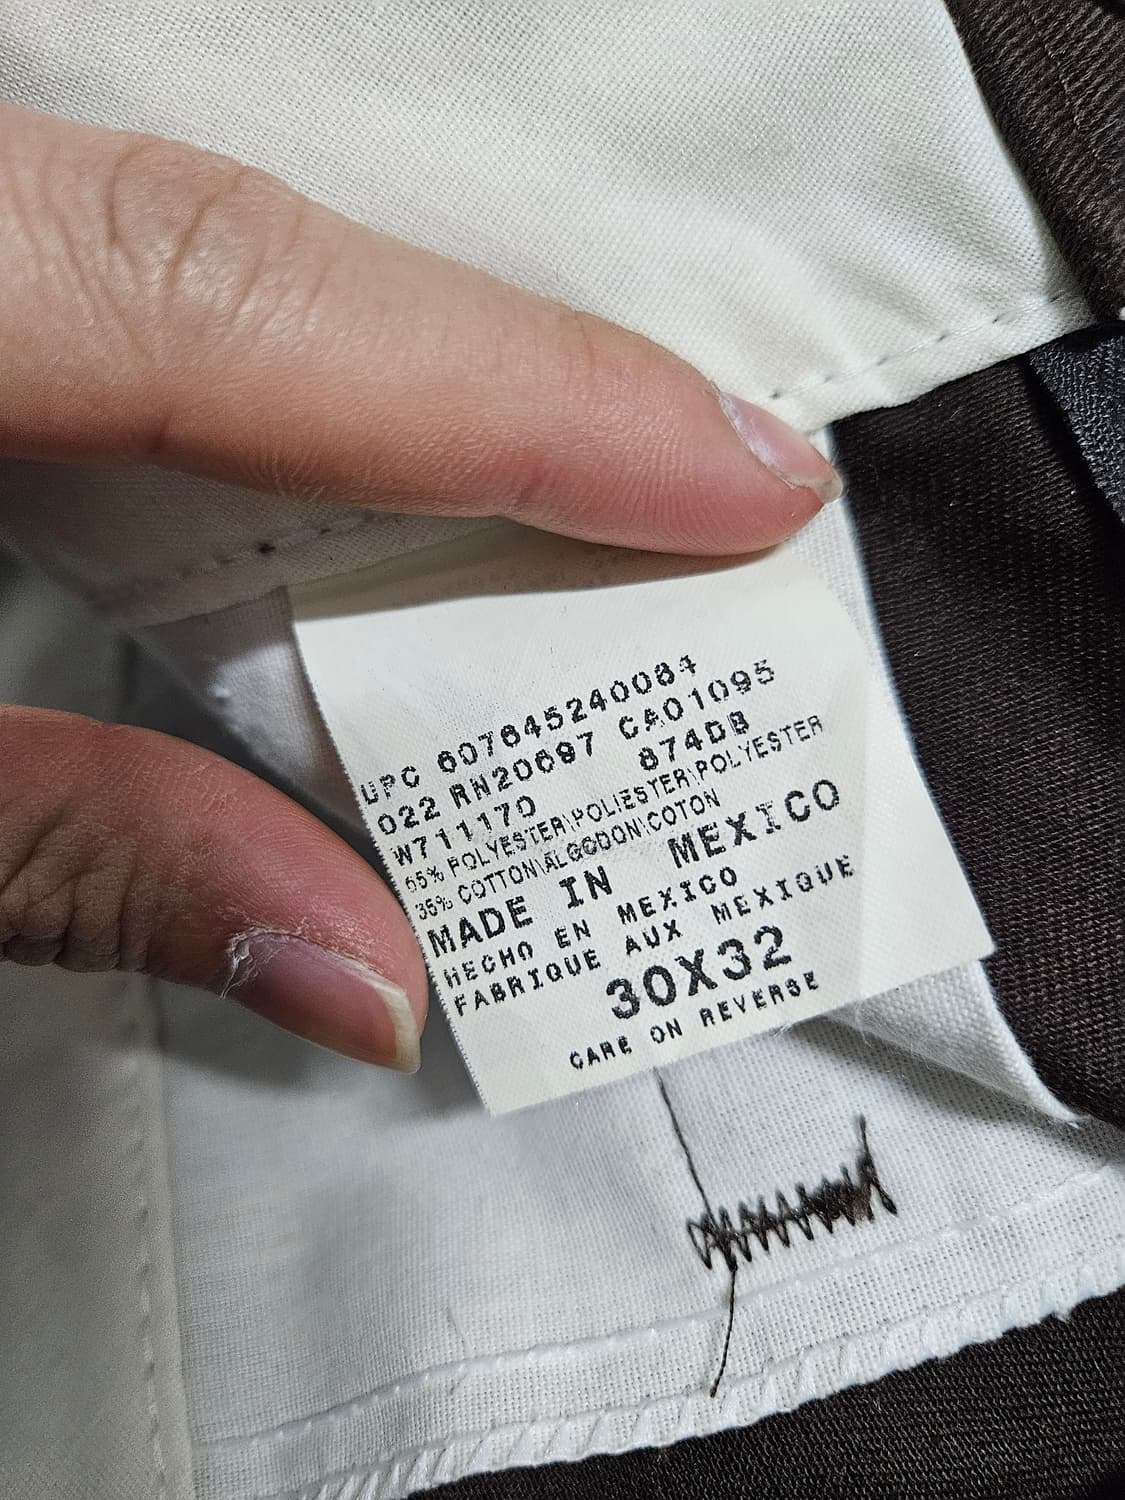 UPC 607645240084
022 RN20697 CA01095
W711170 874DB
65% POLYESTER\POLIESTER\POLYESTER
35% COTTON\ALGODON\COTON
MADE IN MEXICO
HECHO EN MEXICO
FABRIQUE AUX MEXIQUE
30X32
CARE ON REVERSE